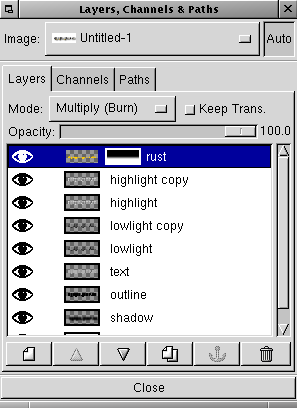 Layers, Channels & Paths
Image: Untitled-1 Auto
Layers Channels Paths
Mode: Multiply (Burn) Keep Trans.
Opacity: 100.0
rust
highlight copy
highlight
lowlight copy
lowlight
text
outline
shadow
Close